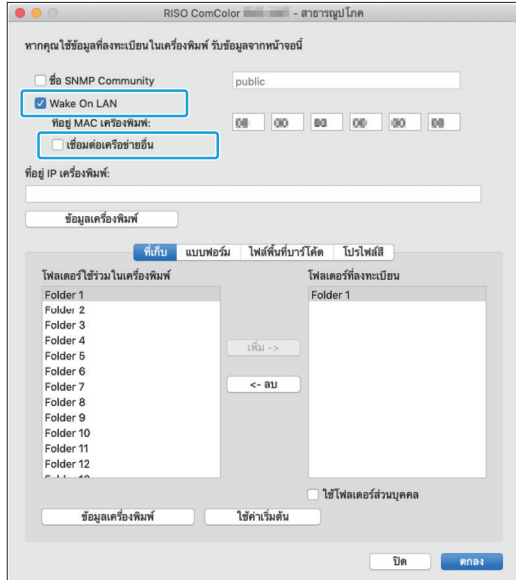 RISO ComColor - สาธารณูปโภค
หากคุณใช้ข้อมูลที่ลงทะเบียนในเครื่องพิมพ์ รับข้อมูลจากหน้าจอนี้
ชื่อ SNMP Community public
Wake On LAN
ที่อยู่ MAC เครื่องพิมพ์:
เชื่อมต่อเครือข่ายอื่น
ที่อยู่ IP เครื่องพิมพ์:
ข้อมูลเครื่องพิมพ์
ที่เก็บ แบบฟอร์ม ไฟล์พื้นที่บาร์โค้ด โปรไฟล์สี
โฟลเดอร์ใช้ร่วมในเครื่องพิมพ์ โฟลเดอร์ที่ลงทะเบียน
Folder 1 Folder 1
Folder 2
Folder 3
Folder 4
Folder 5
Folder 6
Folder 7
Folder 8
Folder 9
Folder 10
Folder 11
Folder 12
เพิ่ม ->
<- ลบ
ใช้โฟลเดอร์ส่วนบุคคล
ข้อมูลเครื่องพิมพ์ ใช้ค่าเริ่มต้น
ปิด ตกลง